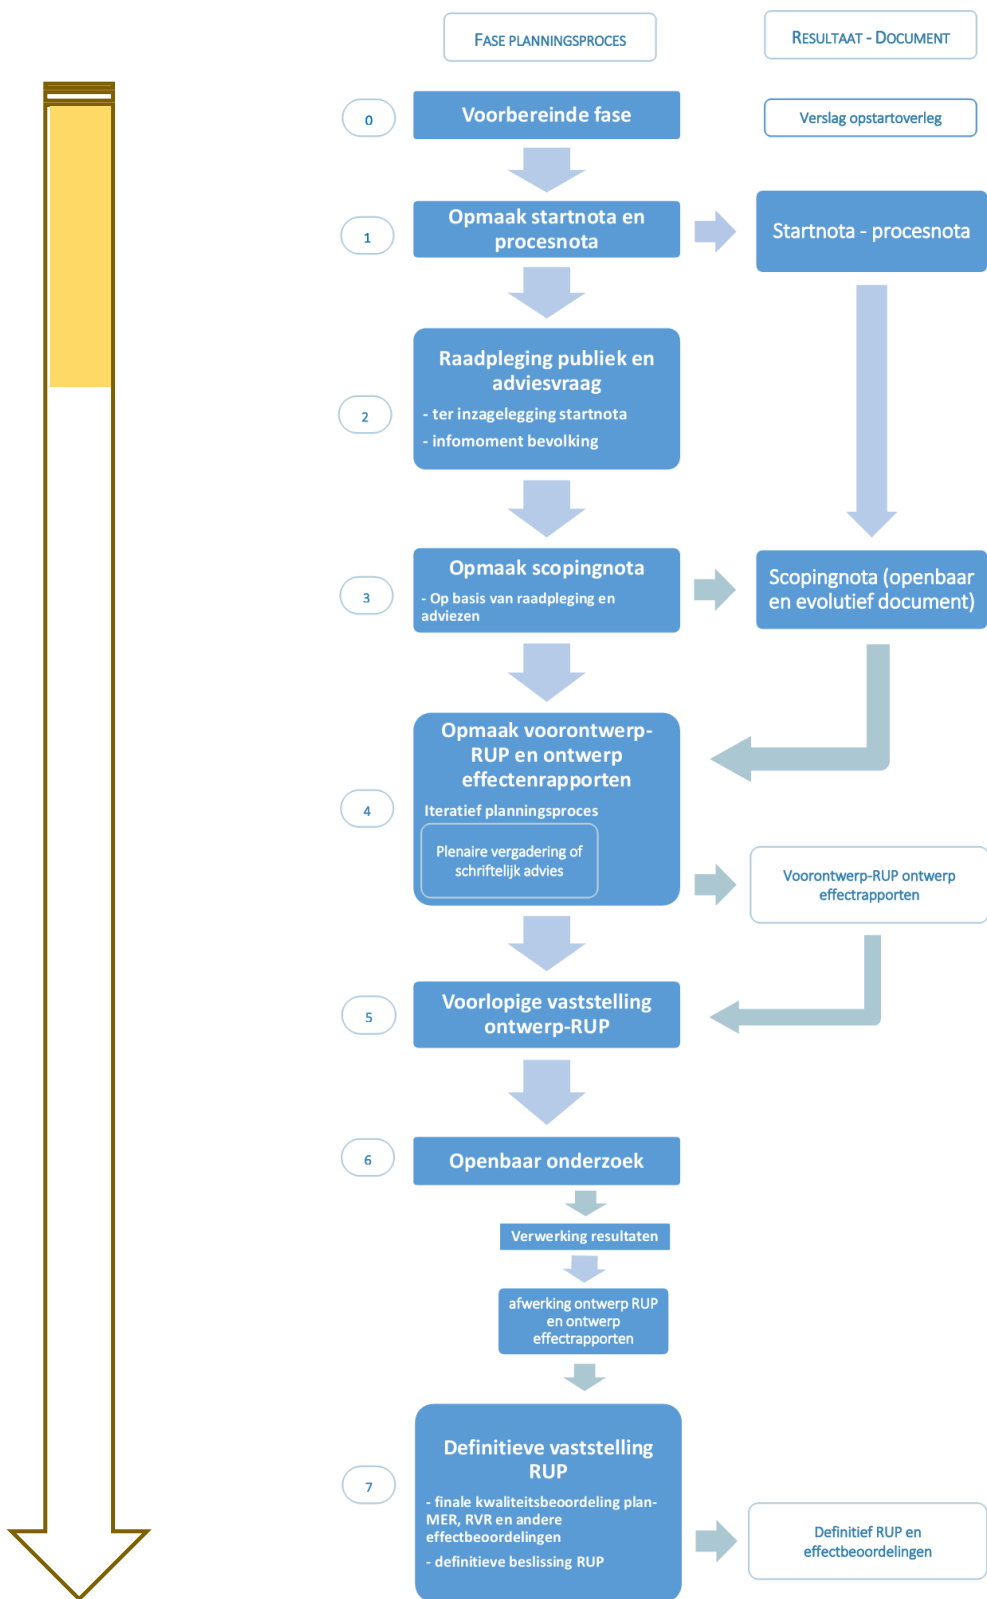 FASE PLANNINGSPROCES
RESULTAAT - DOCUMENT
0
Voorbereinde fase
Verslag opstartoverleg
1
Opmaak startnota en
procesnota
Startnota - procesnota
2
Raadpleging publiek en
adviesvraag
- ter inzagelegging startnota
- infomoment bevolking
3
Opmaak scopingnota
- Op basis van raadpleging en
adviezen
Scopingnota (openbaar
en evolutief document)
4
Opmaak voorontwerp-
RUP en ontwerp
effectenrapporten
Iteratief planningsproces
Plenaire vergadering of
schriftelijk advies
Voorontwerp-RUP ontwerp
effectrapporten
5
Voorlopige vaststelling
ontwerp-RUP
6
Openbaar onderzoek
Verwerking resultaten
afwerking ontwerp RUP
en ontwerp
effectrapporten
7
Definitieve vaststelling
RUP
- finale kwaliteitsbeoordeling plan-
MER, RVR en andere
effectbeoordelingen
- definitieve beslissing RUP
Definitief RUP en
effectbeoordelingen